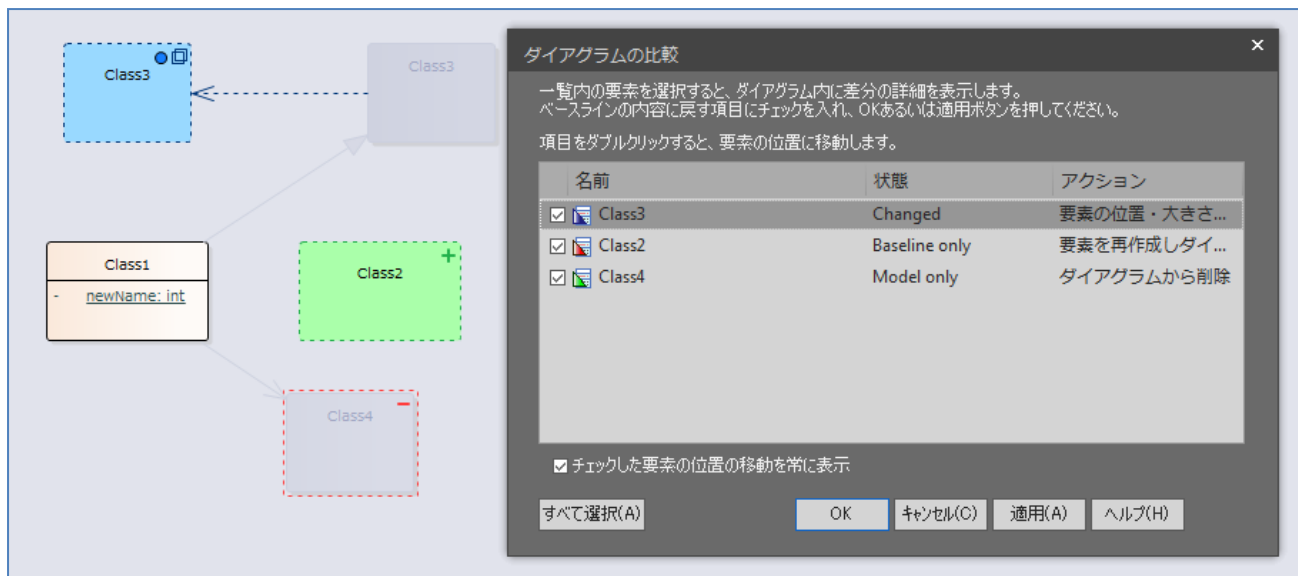 Class3
Class3
Class1
- newName: int
Class2
Class4
ダイアグラムの比較
一覧内の要素を選択すると、ダイアグラム内に差分の詳細を表示します。
ベースラインの内容に戻す項目にチェックを入れ、OKあるいは適用ボタンを押してください。
項目をダブルクリックすると、要素の位置に移動します。
名前 状態 アクション
Class3 Changed 要素の位置・大きさ...
Class2 Baseline only 要素を再作成しダイ...
Class4 Model only ダイアグラムから削除
チェックした要素の位置の移動を常に表示
すべて選択(A) OK キャンセル(C) 適用(A) ヘルプ(H)